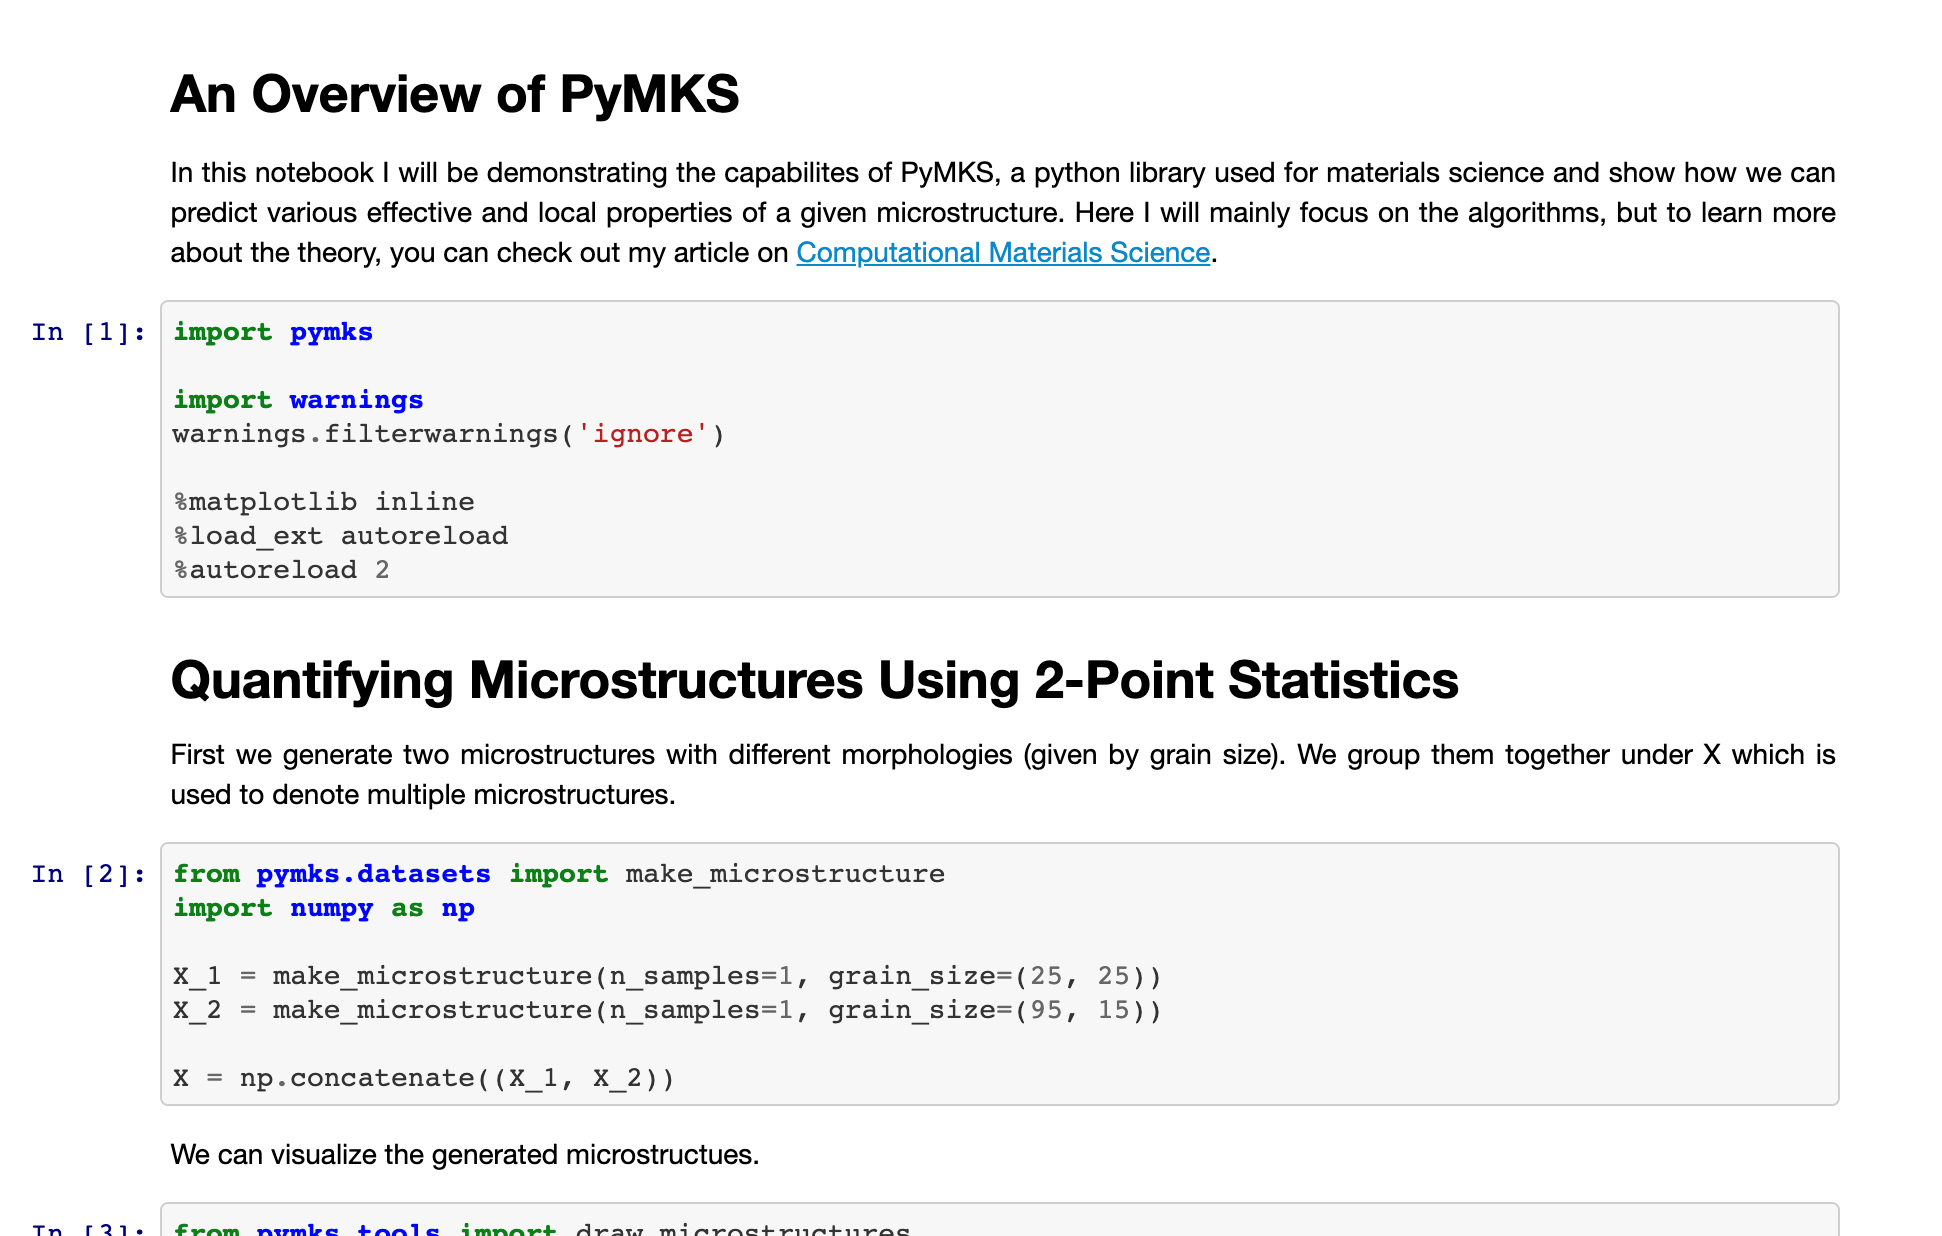 An Overview of PyMKS
In this notebook I will be demonstrating the capabilites of PyMKS, a python library used for materials science and show how we can
predict various effective and local properties of a given microstructure. Here I will mainly focus on the algorithms, but to learn more
about the theory, you can check out my article on Computational Materials Science.
In [1]: import pymks
import warnings
warnings.filterwarnings('ignore')
%matplotlib inline
%load_ext autoreload
%autoreload 2
Quantifying Microstructures Using 2-Point Statistics
First we generate two microstructures with different morphologies (given by grain size). We group them together under X which is
used to denote multiple microstructures.
In [2]: from pymks.datasets import make_microstructure
import numpy as np
X_1 = make_microstructure(n_samples=1, grain_size=(25, 25))
X_2 = make_microstructure(n_samples=1, grain_size=(95, 15))
X = np.concatenate((X_1, X_2))
We can visualize the generated microstructues.
In [3]: from pymks.tools import draw_microstructures